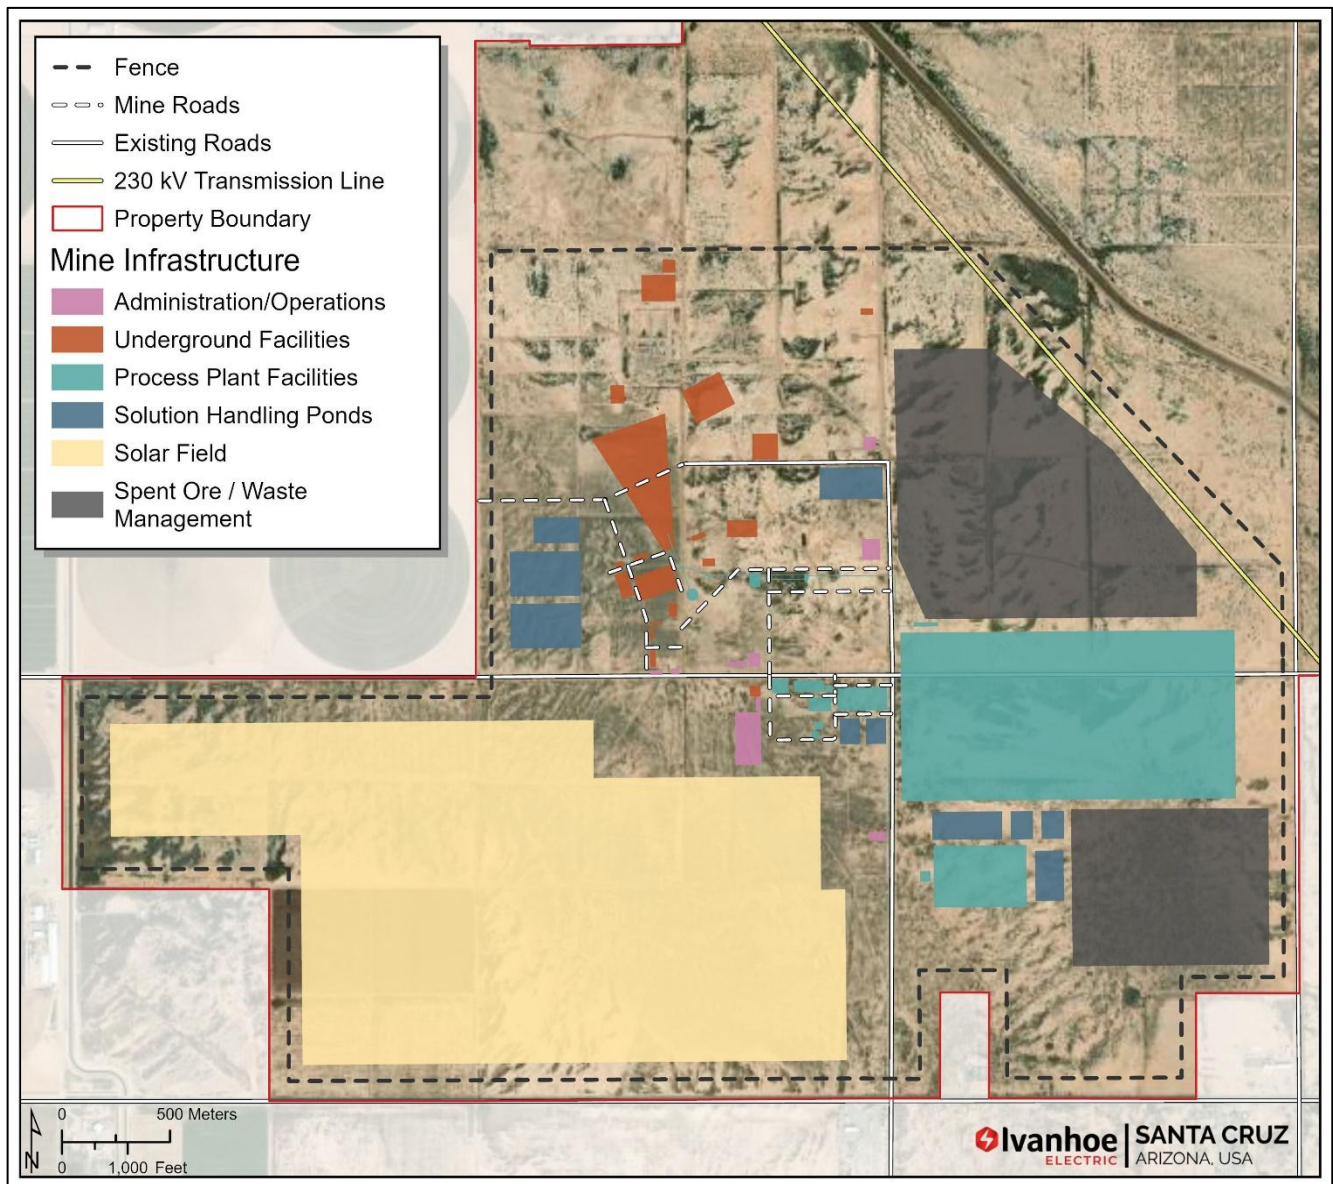 Fence
Mine Roads
Existing Roads
230 kV Transmission Line
Property Boundary
Mine Infrastructure
Administration/Operations
Underground Facilities
Process Plant Facilities
Solution Handling Ponds
Solar Field
Spent Ore / Waste
Management
0 500 Meters
0 1,000 Feet
N
Ivanhoe
ELECTRIC
SANTA CRUZ
ARIZONA, USA